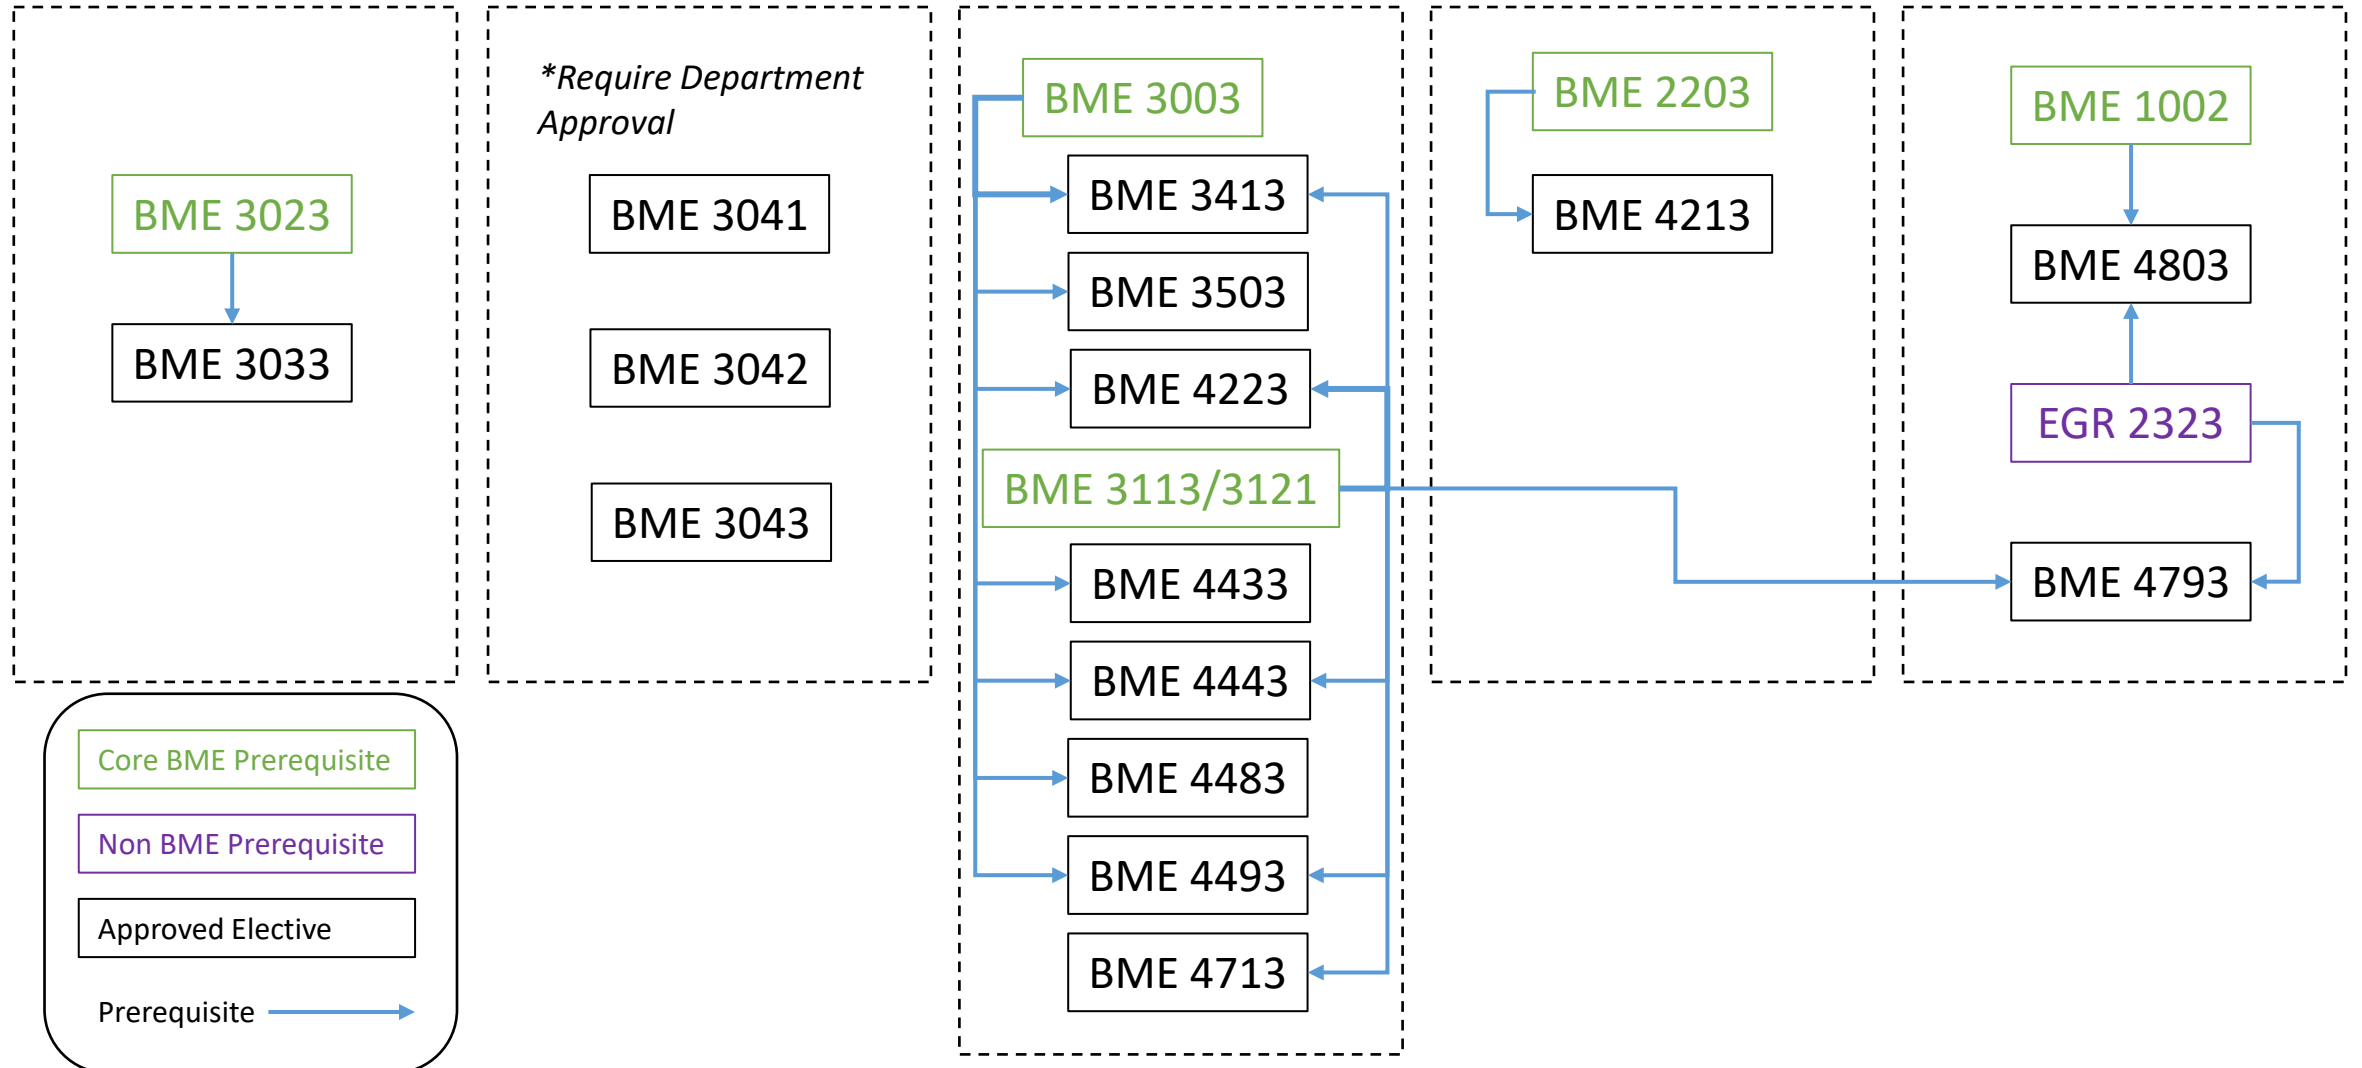 BME 3023
BME 3033
*Require Department
Approval
BME 3041
BME 3042
BME 3043
BME 3003
BME 3413
BME 3503
BME 4223
BME 3113/3121
BME 4433
BME 4443
BME 4483
BME 4493
BME 4713
BME 2203
BME 4213
BME 1002
BME 4803
EGR 2323
BME 4793
Core BME Prerequisite
Non BME Prerequisite
Approved Elective
Prerequisite